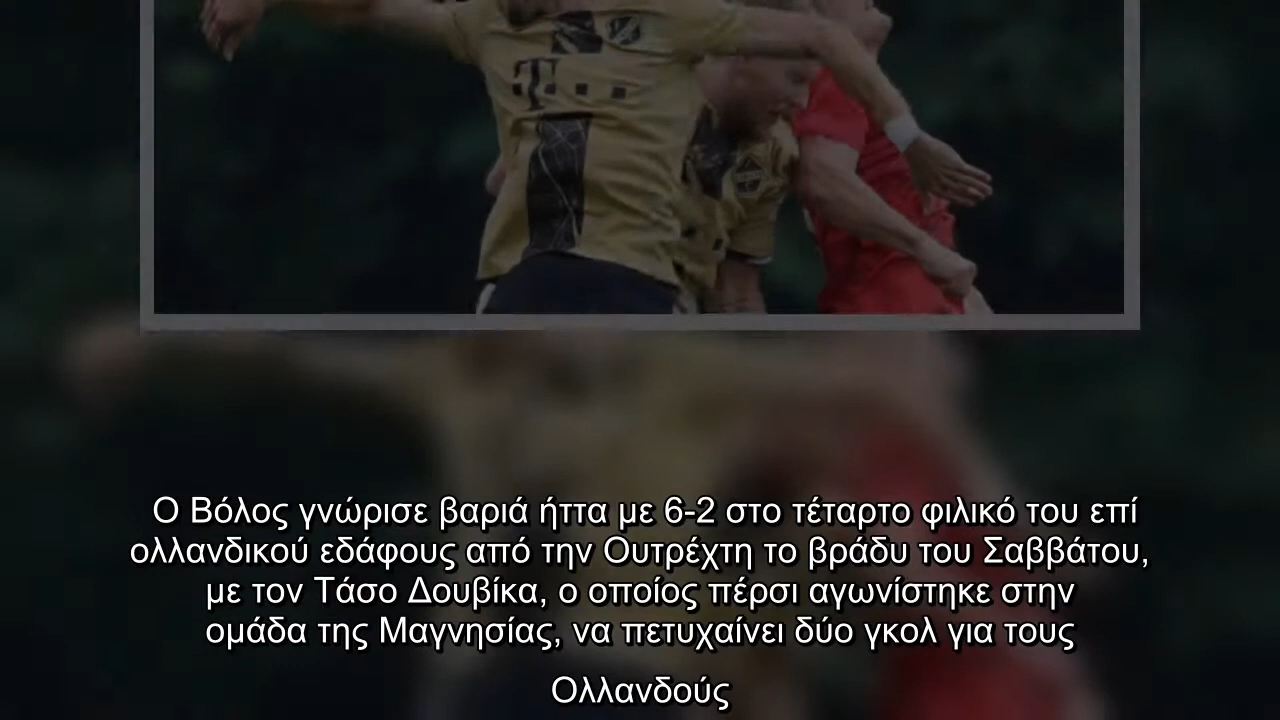 T
Ο Βόλος γνώρισε βαριά ήττα με 6-2 στο τέταρτο φιλικό του επί
ολλανδικού εδάφους από την Ουτρέχτη το βράδυ του Σαββάτου,
με τον Τάσο Δουβίκα, ο οποίος πέρσι αγωνίστηκε στην
ομάδα της Μαγνησίας, να πετυχαίνει δύο γκολ για τους
Ολλανδούς